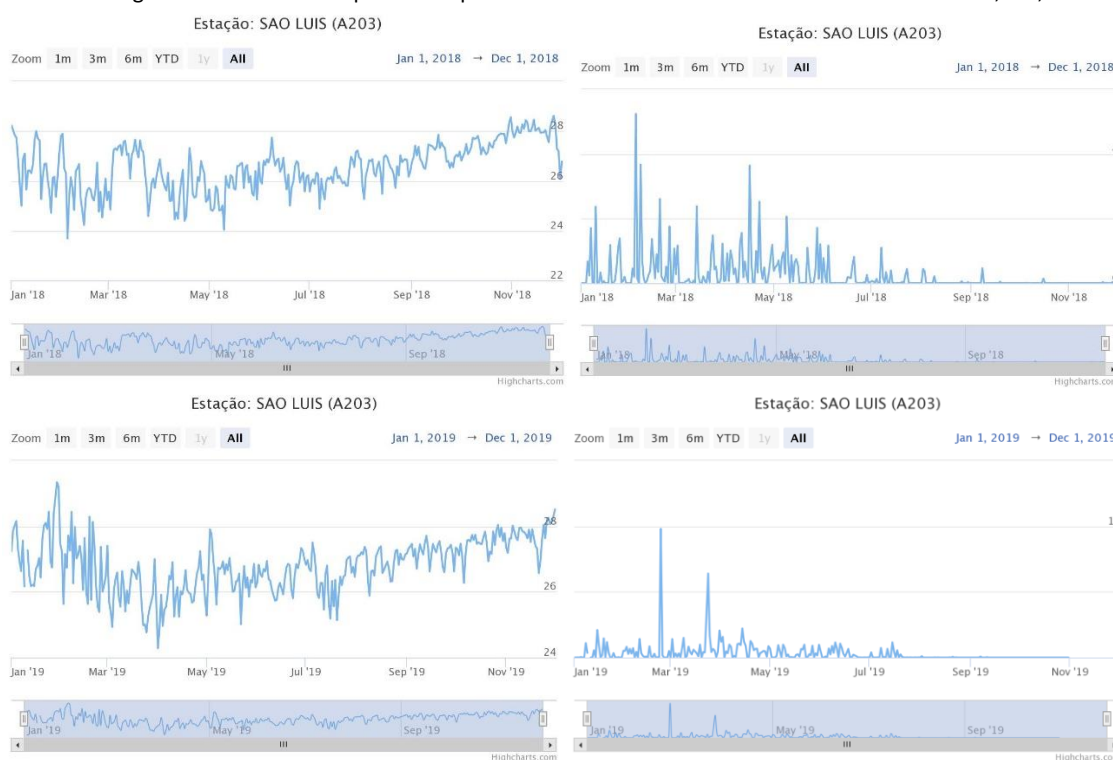 Estação: SAO LUIS (A203)
Zoom 1m 3m 6m YTD 1y All Jan 1, 2018 → Dec 1, 2018
28
26
24
22
Jan '18 Mar '18 May '18 Jul '18 Sep '18 Nov '18
Jan '18 May '18 Sep '18
Highcharts.com
Estação: SAO LUIS (A203)
Zoom 1m 3m 6m YTD 1y All Jan 1, 2018 → Dec 1, 2018
Jan '18 Mar '18 May '18 Jul '18 Sep '18 Nov '18
Jan '18 May '18 Sep '18
Highcharts.com
Estação: SAO LUIS (A203)
Zoom 1m 3m 6m YTD 1y All Jan 1, 2019 → Dec 1, 2019
28
26
24
Jan '19 Mar '19 May '19 Jul '19 Sep '19 Nov '19
Jan '19 May '19 Sep '19
Highcharts.com
Estação: SAO LUIS (A203)
Zoom 1m 3m 6m YTD 1y All Jan 1, 2019 → Dec 1, 2019
Jan '19 Mar '19 May '19 Jul '19 Sep '19 Nov '19
Jan '19 May '19 Sep '19